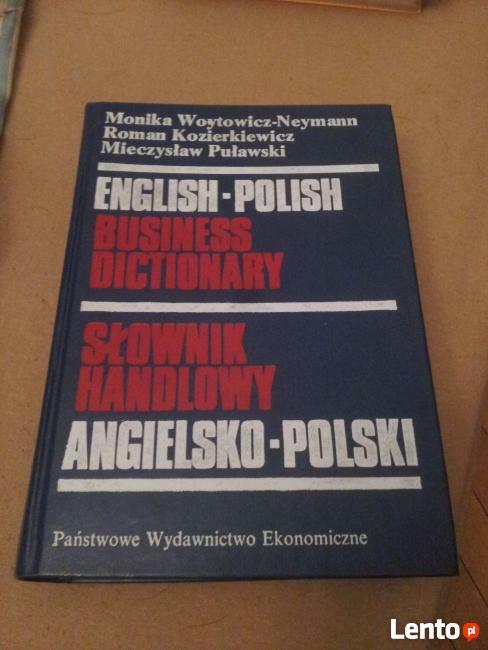 Monika Woytowicz-Neymann
Roman Kozierkiewicz
Mieczysław Puławski
ENGLISH-POLISH
BUSINESS
DICTIONARY
SŁOWNIK
HANDLOWY
ANGIELSKO-POLSKI
Państwowe Wydawnictwo Ekonomiczne
Lento pl